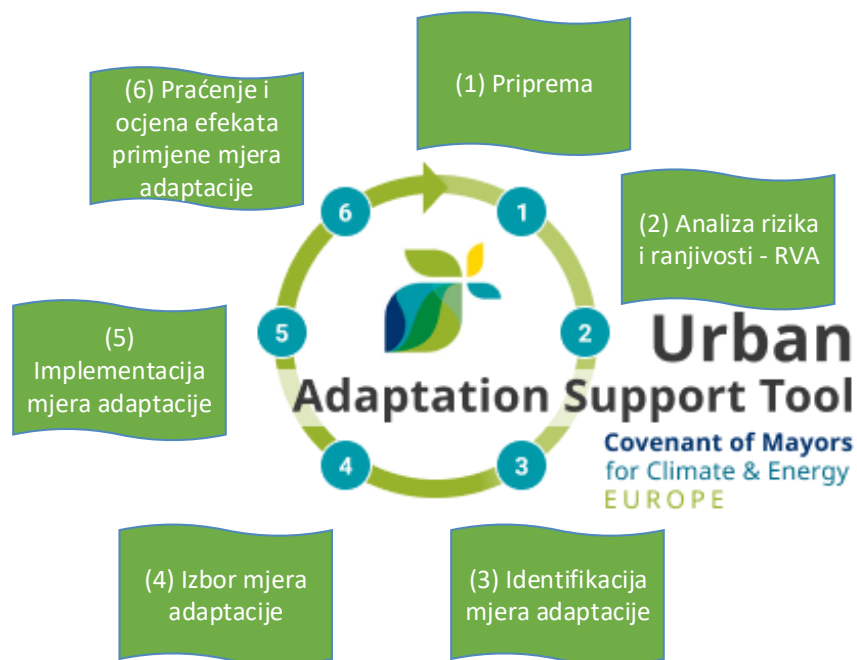 (1) Priprema
(6) Praćenje i
ocjena efekata
primjene mjera
adaptacije
(2) Analiza rizika
i ranjivosti - RVA
6
1
5
2
4
3
(5)
Implementacija
mjera adaptacije
Urban
Adaptation Support Tool
Covenant of Mayors
for Climate & Energy
EUROPE
(4) Izbor mjera
adaptacije
(3) Identifikacija
mjera adaptacije